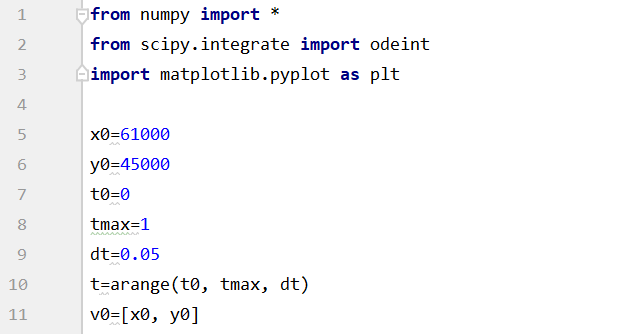 1 from numpy import *
2 from scipy.integrate import odeint
3 import matplotlib.pyplot as plt
4
5 x0=61000
6 y0=45000
7 t0=0
8 tmax=1
9 dt=0.05
10 t=arange(t0, tmax, dt)
11 v0=[x0, y0]